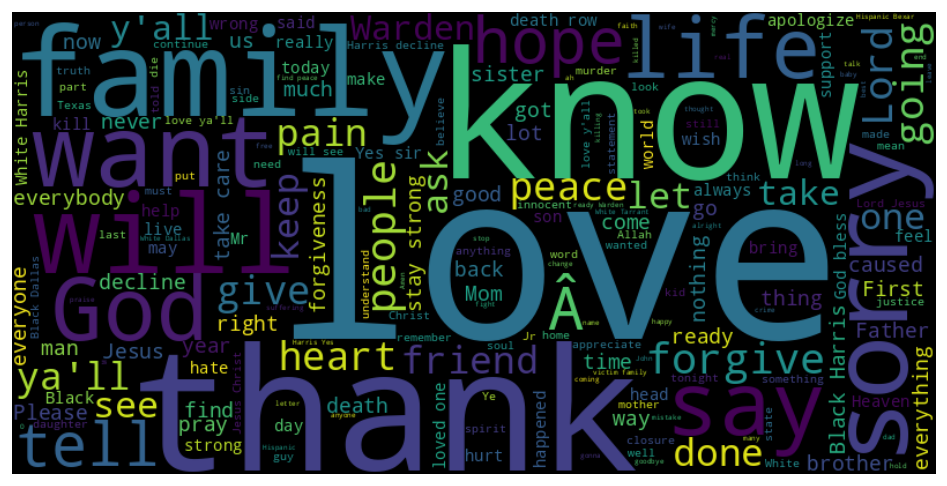 family
know
love
thank
will
want
God
sorry
say
life
hope
Warden
Lord
going
y'all
now
us
wrong
said
death row
apologize
Hispanic Bexar
really
Harris decline
sister
support
today
make
much
got
lot
part
Texas
told
die
sin
side
love ya'll
never
kill
White Harris
pain
Yes sir
will see
believe
ask
people
keep
forgiveness
stay strong
good
peace
let
take
one
feel
world
wish
always
statement
innocent
ready Warden
White Tarrant
son
go
come
Allah
wanted
back
Mom
word
anything
nothing
bring
thing
caused
First
justice
Father
Heaven
everything
brother
God bless
Black Harris
forgive
ready
time
way
done
friend
heart
give
right
hate
year
decline
everybody
everyone
man
Jesus
ya'll
see
tell
Please
Black
find
pray
strong
day
death
loved one
hurt
happened
spirit
head
mother
mistake
closure
well
state
something
tonight
appreciate
remember
Christ
understand
soul
home
Jr
Mr
take care
help
live
may
last
White Dallas
Black Dallas
Jesus Christ
daughter
Hispanic
guy
letter
anyone
victim family
coming
goodbye
gonna
John
many
White
dad
hold
Lord Jesus
made
mean
still
think
thought
murder
look
killed
killing
took
faith
wife
mercy
talk
baby
real
end
leave
best
long
person
truth
continue
find peace
ah
love y'all
need
put
must
free
bad
praise
suffering
Harris Yes
Amen
stop
change
fight
name
happy
crime
kid
alright
Ye
Â
o